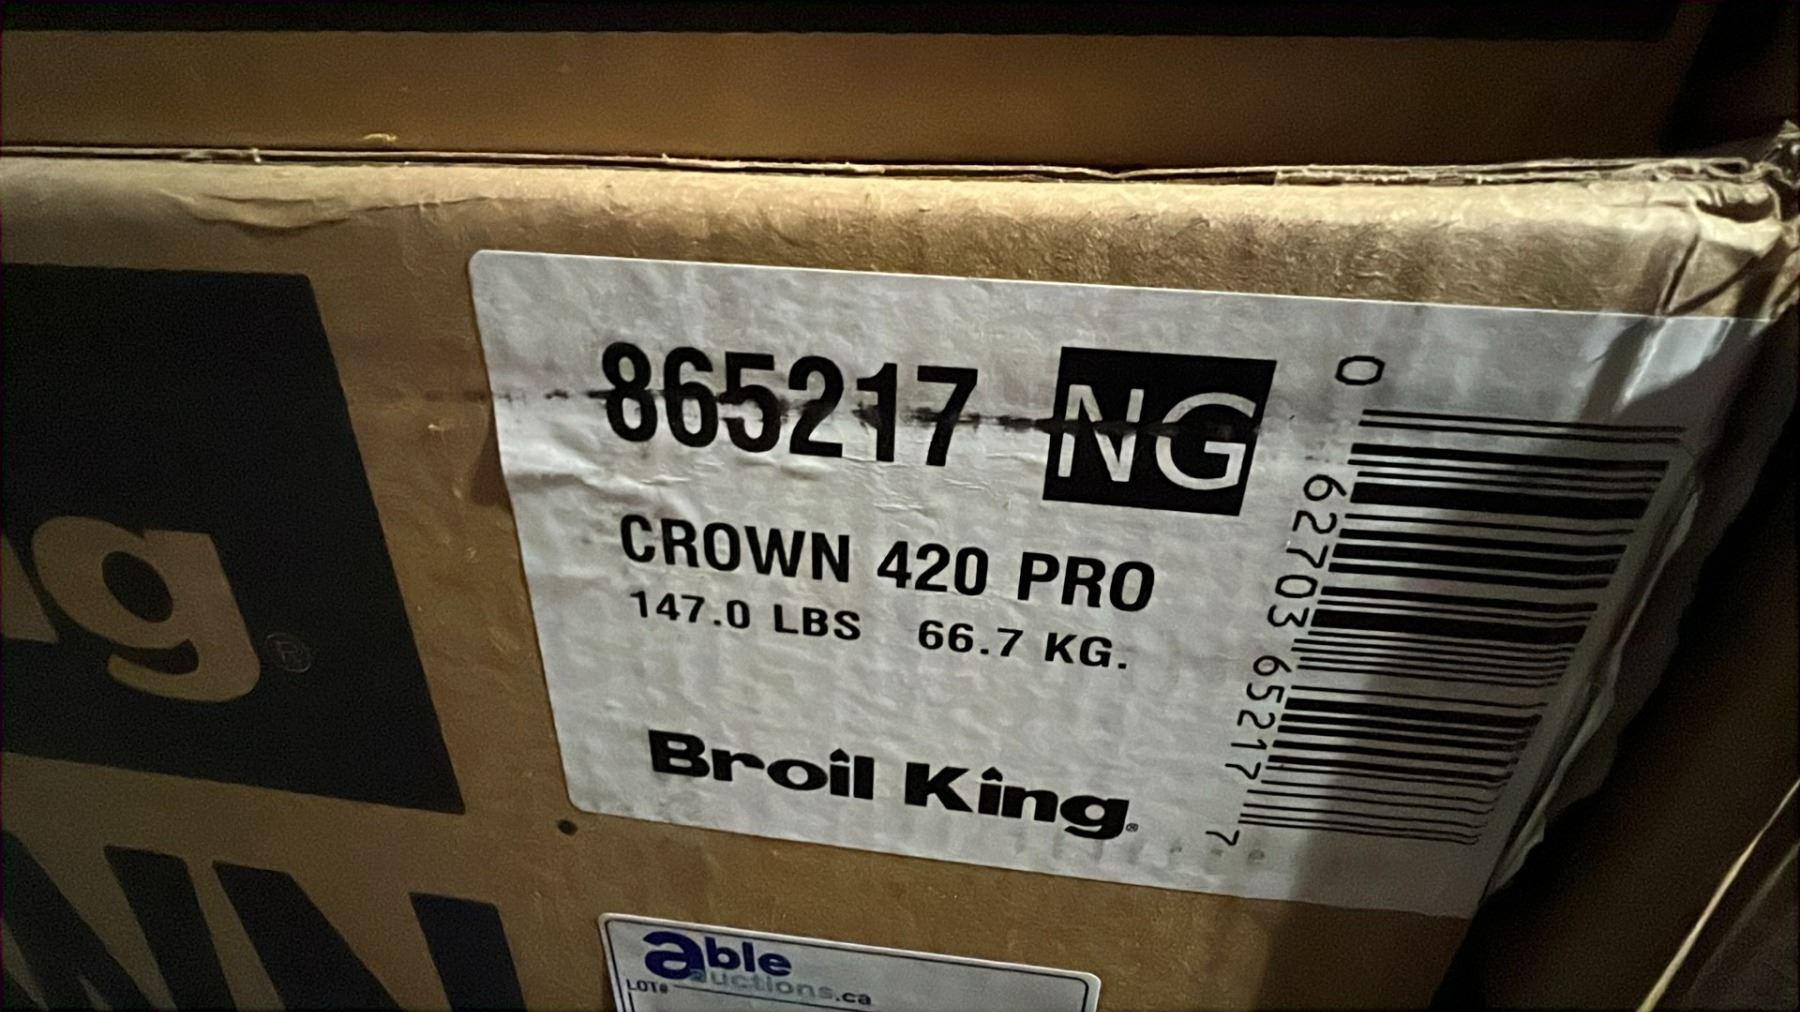 865217 NG
CROWN 420 PRO
147.0 LBS 66.7 KG.
Broil King®
0 62703 65217 7
g®
able
auctions.ca
LOT#